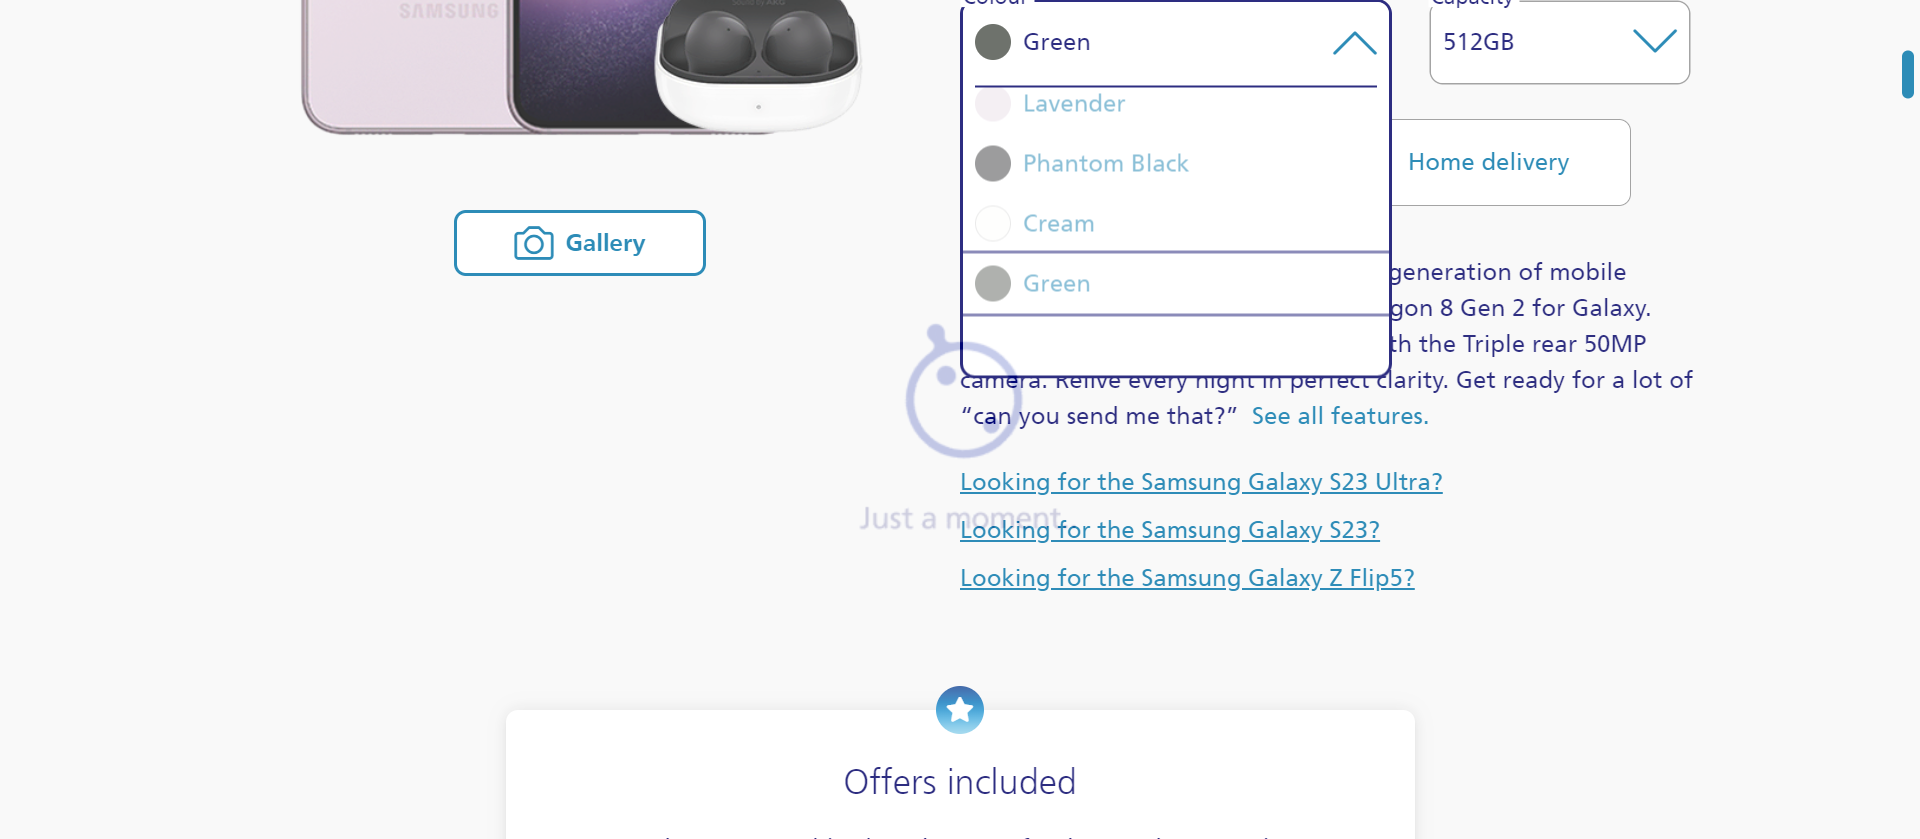 SAMSUNG
Colour
Green
Capacity
512GB
Lavender
Phantom Black
Cream
Green
Home delivery
Gallery
generation of mobile
gon 8 Gen 2 for Galaxy.
th the Triple rear 50MP
camera. Relive every night in perfect clarity. Get ready for a lot of
“can you send me that?” See all features.
Just a moment
Looking for the Samsung Galaxy S23 Ultra?
Looking for the Samsung Galaxy S23?
Looking for the Samsung Galaxy Z Flip5?
Offers included